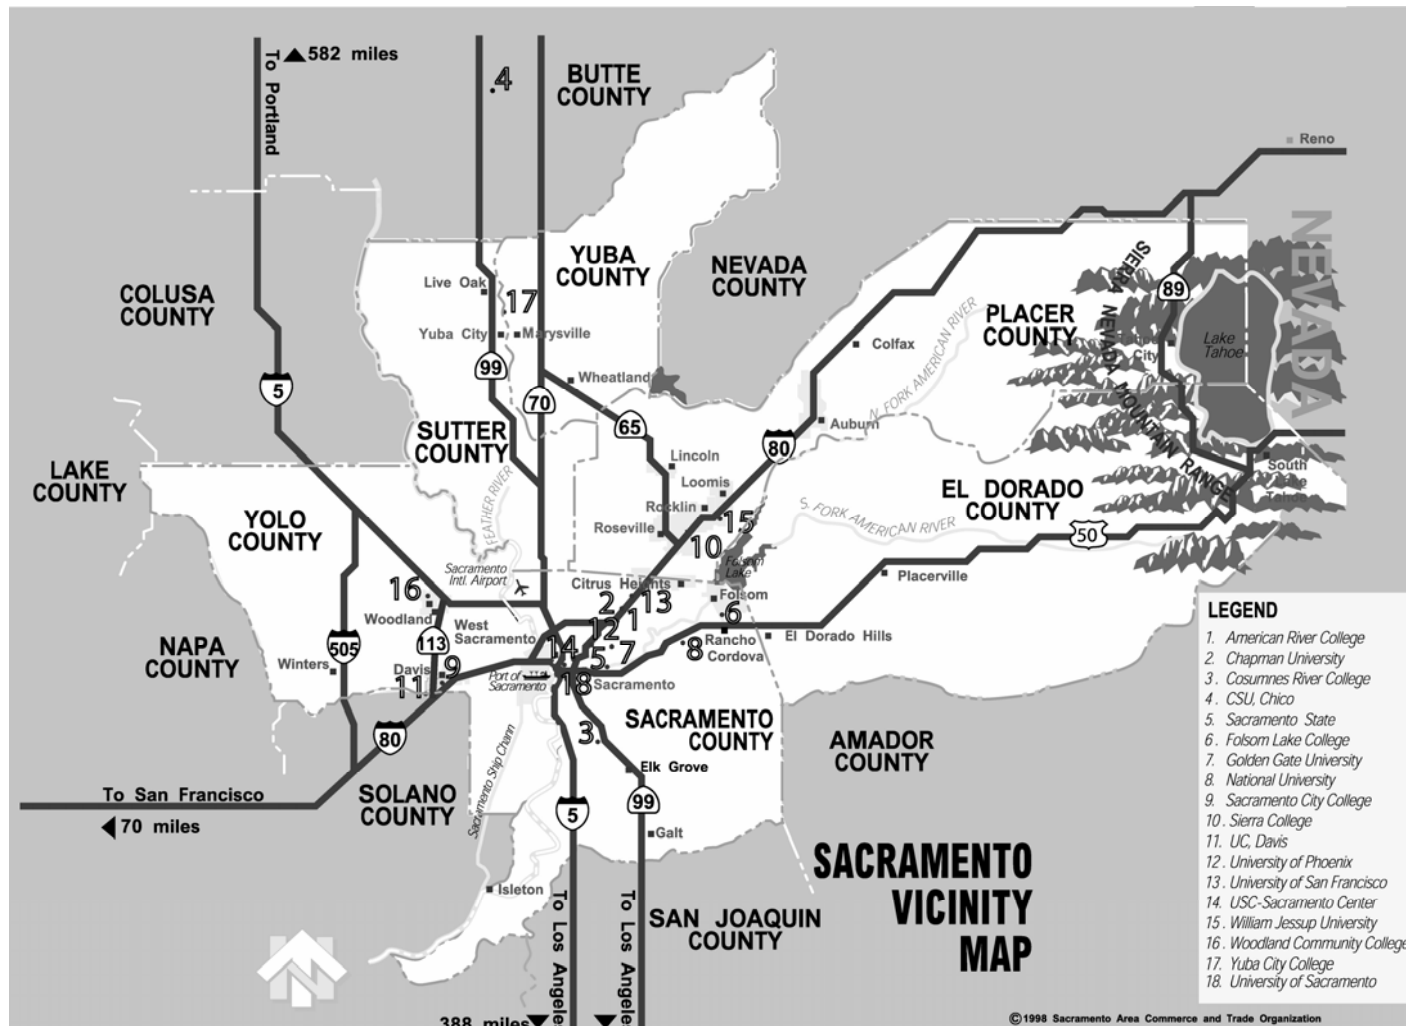 To Portland
582 miles
4
BUTTE
COUNTY
Reno
NEVADA
YUBA
COUNTY
NEVADA
COUNTY
SIERRA NEVADA MOUNTAIN RANGE
COLUSA
COUNTY
Live Oak
17
89
PLACER
COUNTY
Yuba City
Marysville
Colfax
N. FORK AMERICAN RIVER
City
Lake
Tahoe
99
Wheatland
5
70
65
Auburn
SUTTER
COUNTY
80
LAKE
COUNTY
Lincoln
Loomis
South
Lake
Tahoe
FEATHER RIVER
EL DORADO
COUNTY
YOLO
COUNTY
Rocklin
Roseville
15
S. FORK AMERICAN RIVER
50
10
Sacramento
Intl. Airport
Folsom
Lake
Citrus Heights
Placerville
16
Woodland
2
13
Folsom
6
1
West
Sacramento
12
113
505
NAPA
COUNTY
Rancho
Cordova
El Dorado Hills
14
7
8
Winters
Davis
9
5
11
Port of
Sacramento
18
Sacramento
SACRAMENTO
COUNTY
3
80
AMADOR
COUNTY
Elk Grove
To San Francisco
70 miles
SOLANO
COUNTY
Sacramento Ship Chann
5
99
Galt
SACRAMENTO
VICINITY
MAP
Isleton
To Los Angeles
To Los Angeles
SAN JOAQUIN
COUNTY
388 miles
LEGEND
1. American River College
2. Chapman University
3. Cosumnes River College
4. CSU, Chico
5. Sacramento State
6. Folsom Lake College
7. Golden Gate University
8. National University
9. Sacramento City College
10. Sierra College
11. UC, Davis
12. University of Phoenix
13. University of San Francisco
14. USC-Sacramento Center
15. William Jessup University
16. Woodland Community College
17. Yuba City College
18. University of Sacramento
©1998 Sacramento Area Commerce and Trade Organization